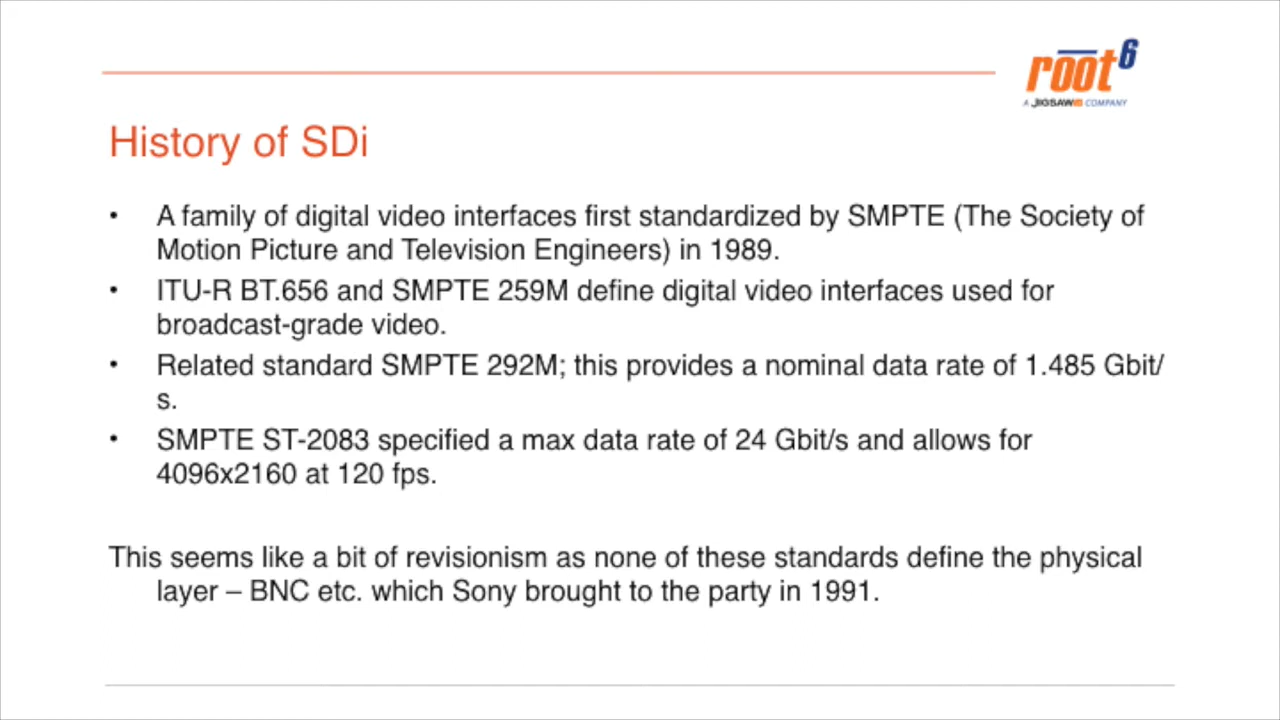 root6
A JIGSAW24 COMPANY
History of SDi
• A family of digital video interfaces first standardized by SMPTE (The Society of
Motion Picture and Television Engineers) in 1989.
• ITU-R BT.656 and SMPTE 259M define digital video interfaces used for
broadcast-grade video.
• Related standard SMPTE 292M; this provides a nominal data rate of 1.485 Gbit/
s.
• SMPTE ST-2083 specified a max data rate of 24 Gbit/s and allows for
4096x2160 at 120 fps.
This seems like a bit of revisionism as none of these standards define the physical
layer – BNC etc. which Sony brought to the party in 1991.